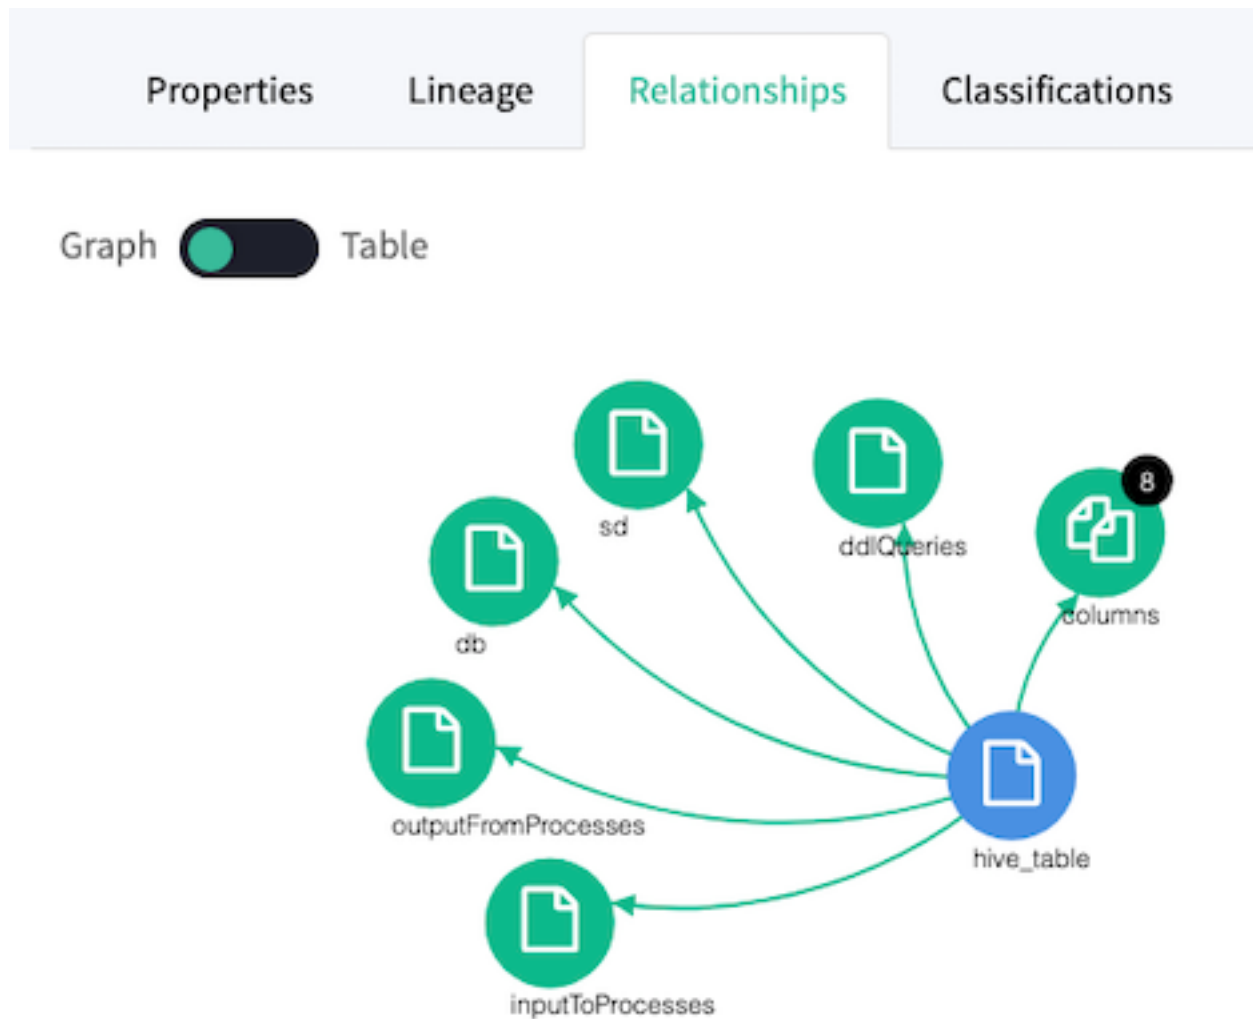 Properties Lineage Relationships Classifications
Graph Table
sd
ddlQueries
8
columns
db
outputFromProcesses
hive_table
inputToProcesses